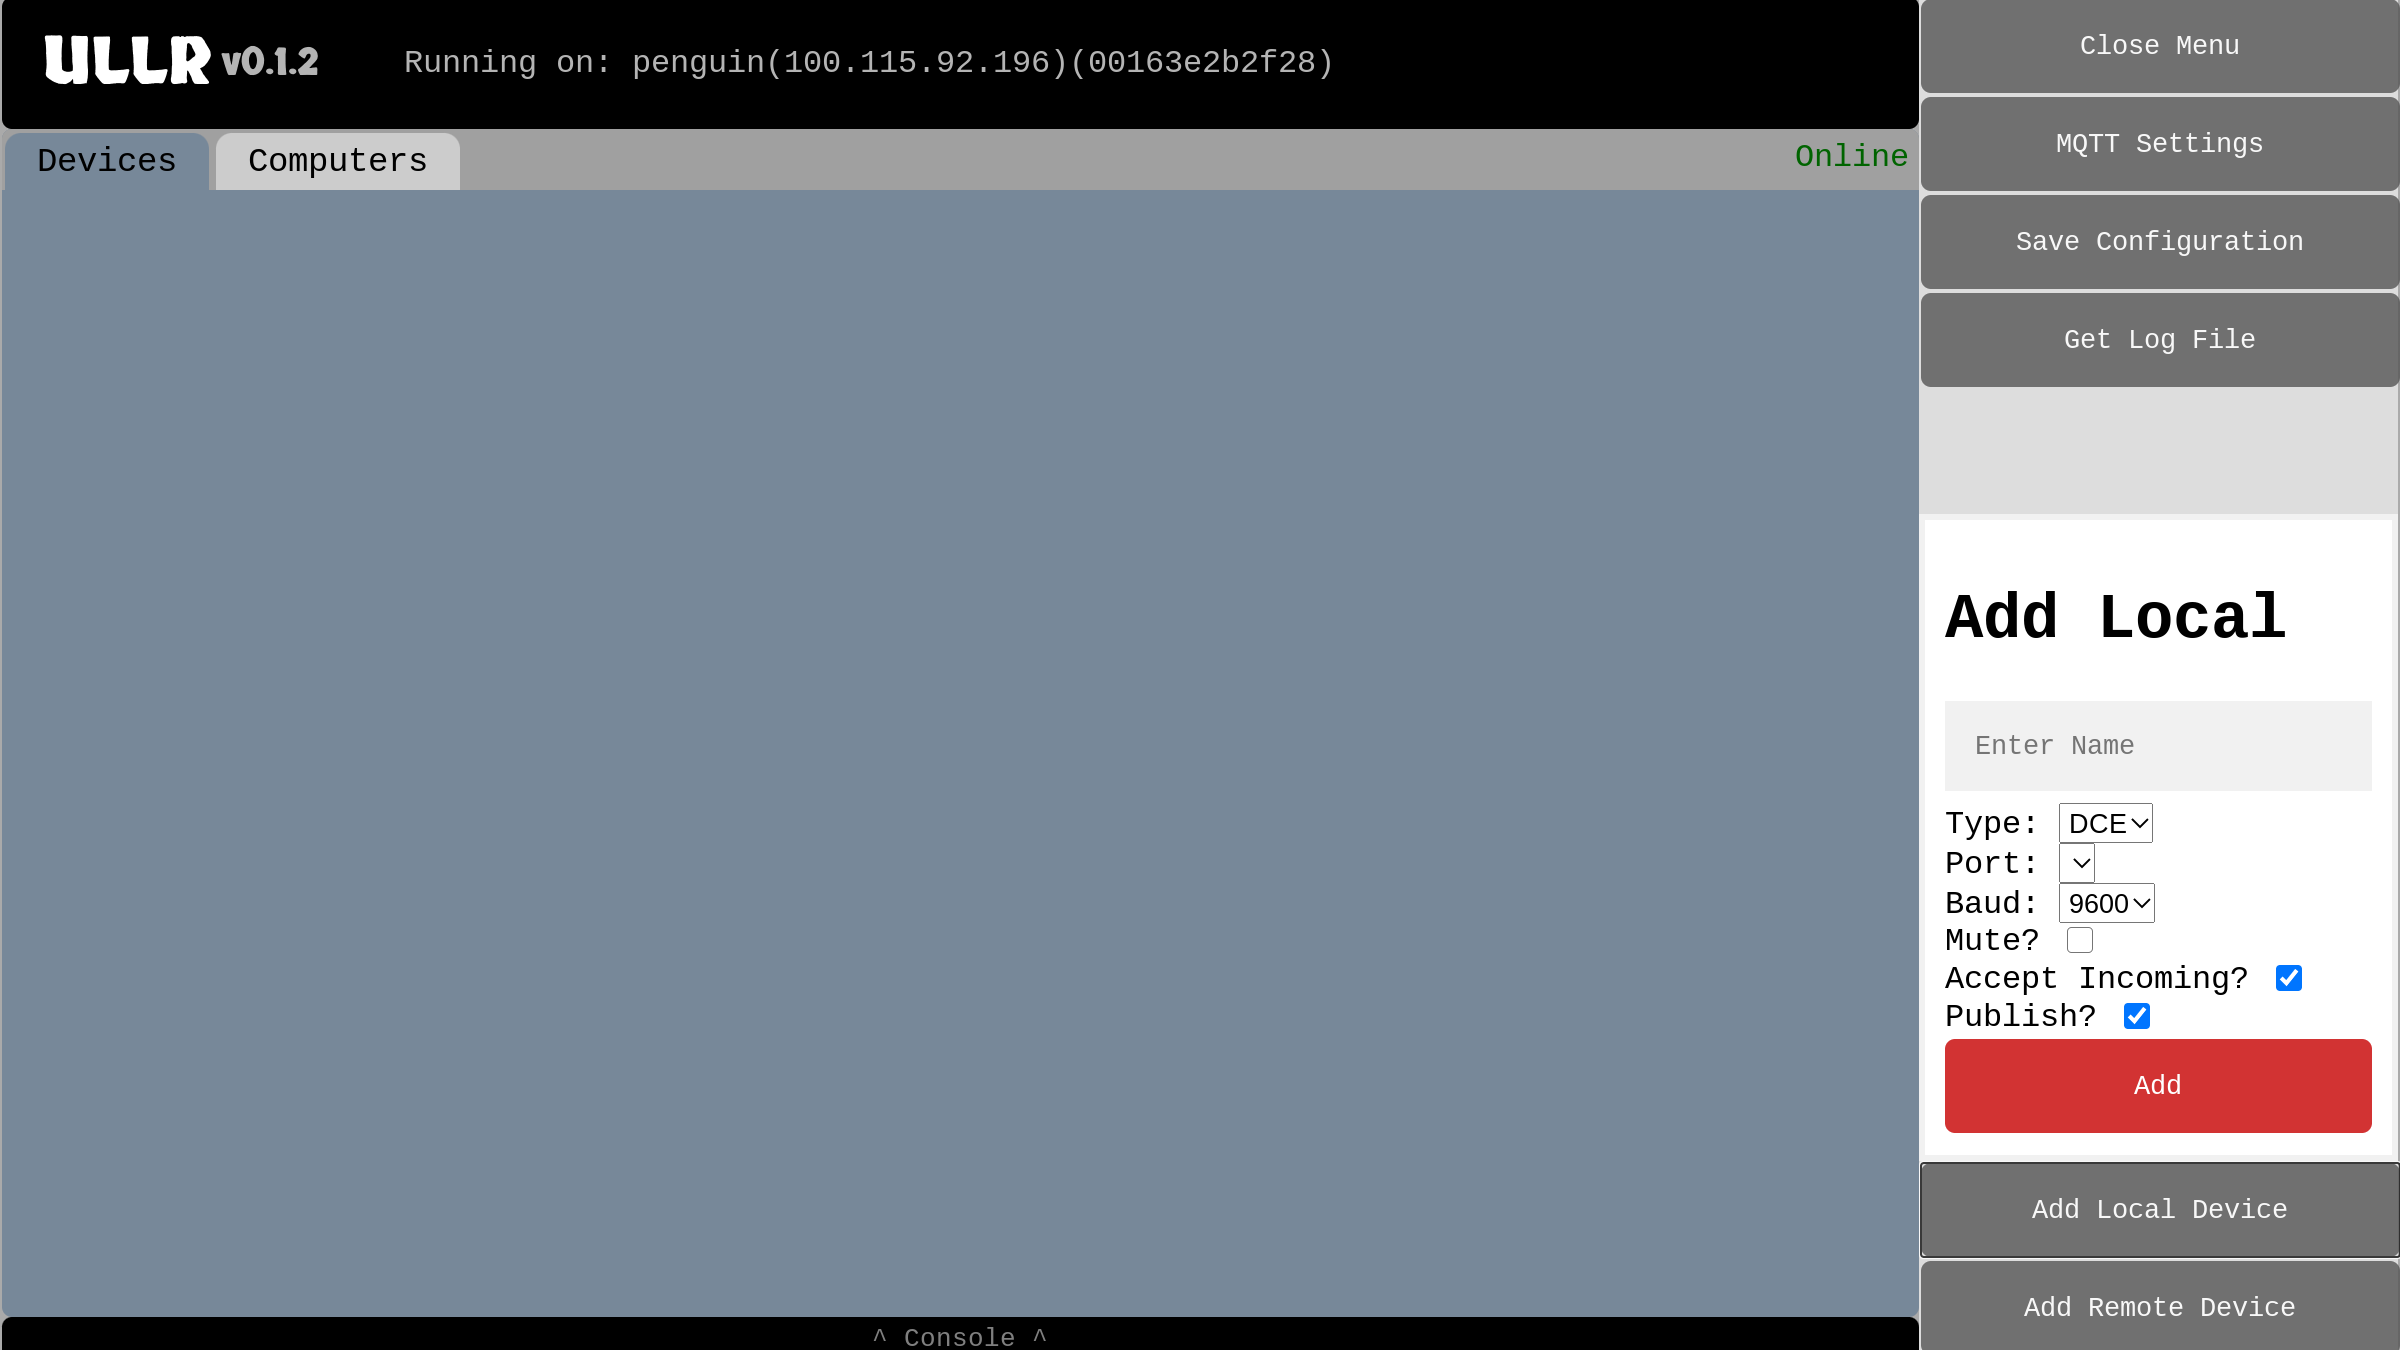 ULLR v0.1.2
Running on: penguin(100.115.92.196)(00163e2b2f28)
Devices
Computers
Online
^ Console ^
Close Menu
MQTT Settings
Save Configuration
Get Log File
Add Local
Enter Name
Type: DCE
Port:
Baud: 9600
Mute?
Accept Incoming?
Publish?
Add
Add Local Device
Add Remote Device